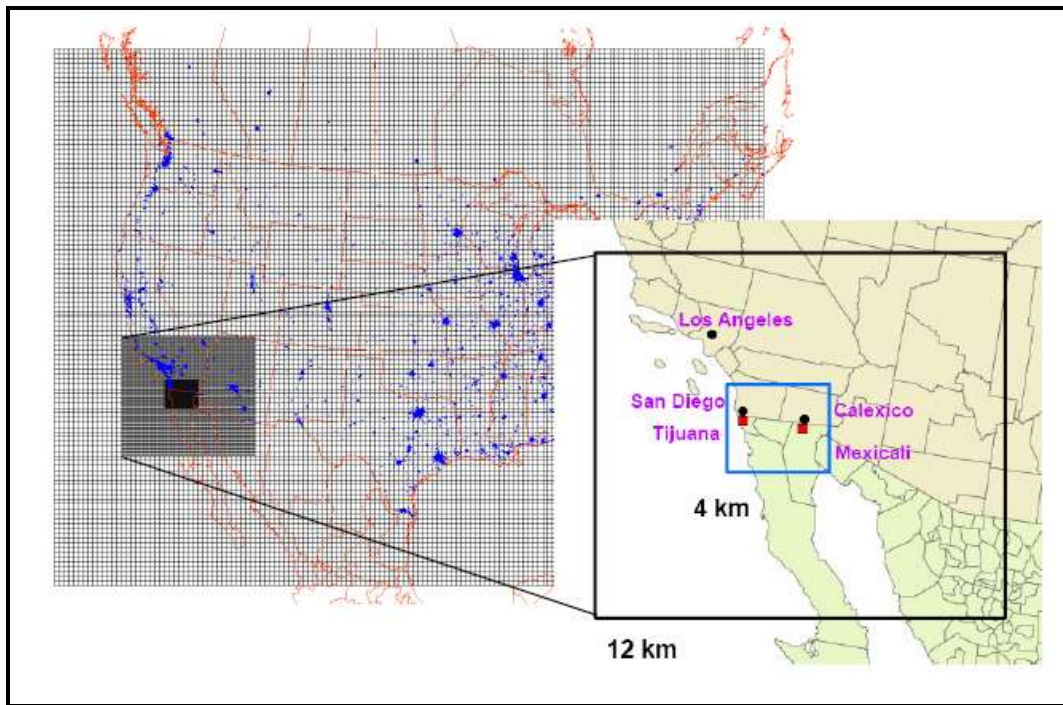 Los Angeles
San Diego
Calexico
Tijuana
Mexicali
4 km
12 km